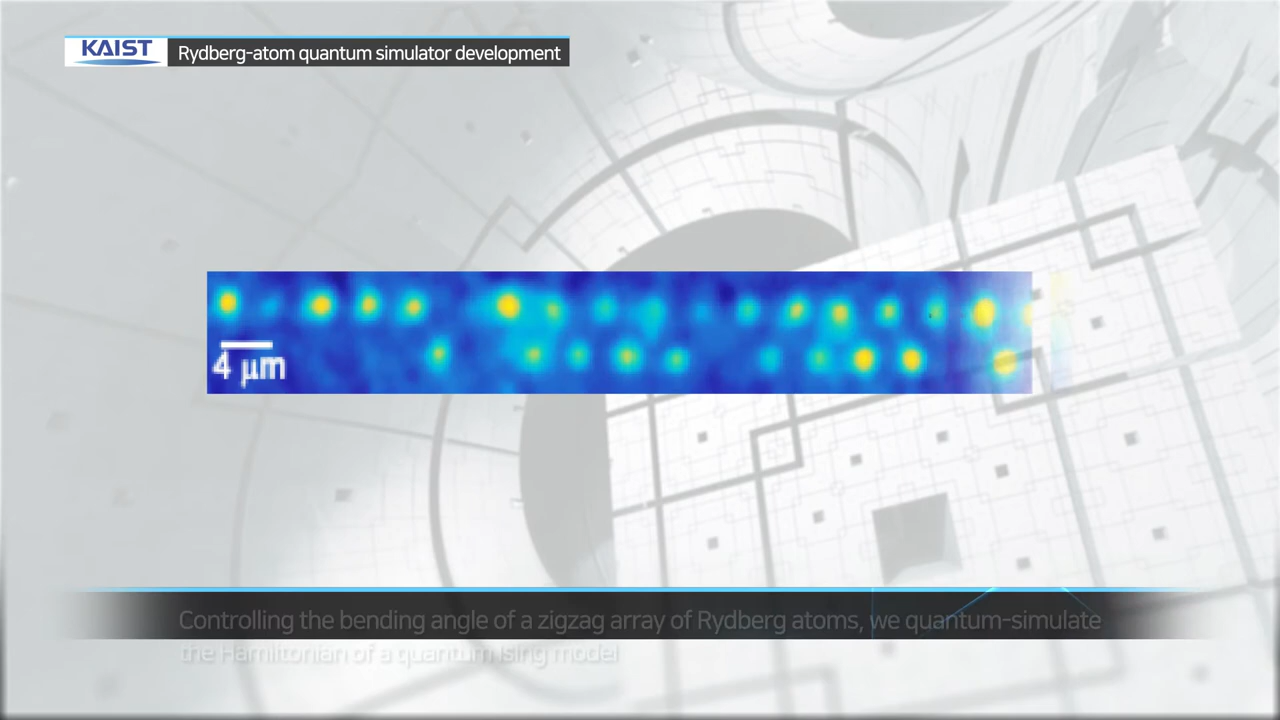 KAIST
Rydberg-atom quantum simulator development
4 μm
Controlling the bending angle of a zigzag array of Rydberg atoms, we quantum-simulate
the Hamiltonian of a quantum Ising model